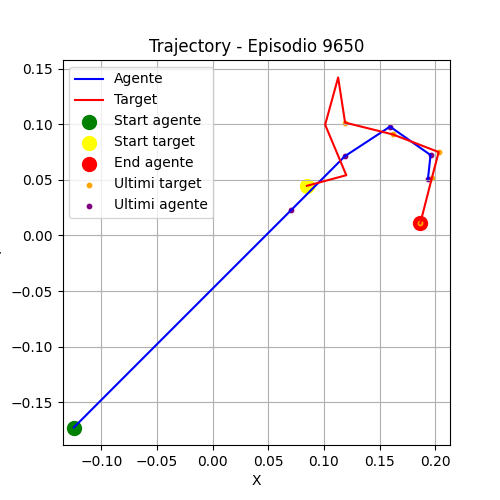 Trajectory - Episodio 9650
Agente
Target
Start agente
Start target
End agente
Ultimi target
Ultimi agente
0.15
0.10
0.05
0.00
−0.05
−0.10
−0.15
−0.10
−0.05
0.00
0.05
0.10
0.15
0.20
X